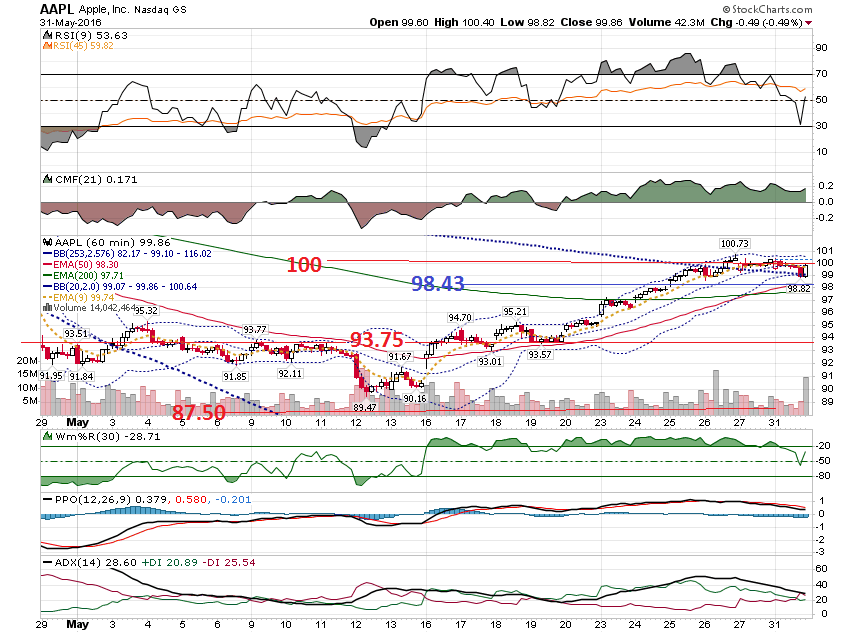 AAPL Apple, Inc. Nasdaq GS
© StockCharts.com
31-May-2016
Open 99.60 High 100.40 Low 98.82 Close 99.86 Volume 42.3M Chg -0.49 (-0.49%)
RSI(9) 53.63
RSI(45) 59.82
90
70
50
30
10
CMF(21) 0.171
0.2
0.0
-0.2
AAPL (60 min) 99.86
BB(253,2.576) 82.17 - 99.10 - 116.02
EMA(50) 98.30
EMA(200) 97.71
BB(20,2.0) 99.07 - 99.86 - 100.64
EMA(9) 99.74
Volume 14,042,464
100
98.43
93.75
87.50
100.73
98.82
95.32
93.51
93.77
94.70
95.21
91.67
93.01
93.57
91.95
91.84
91.85
92.11
89.47
90.16
101
100
99
98
97
96
95
94
93
92
91
90
89
20M
15M
10M
5M
29 May 3 4 5 6 9 10 11 12 13 16 17 18 19 20 23 24 25 26 27 31
Wm%R(30) -28.71
-20
-50
-80
PPO(12,26,9) 0.379, 0.580, -0.201
1
0
-1
-2
-3
ADX(14) 28.60 +DI 20.89 -DI 25.54
60
40
20
0
29 May 3 4 5 6 9 10 11 12 13 16 17 18 19 20 23 24 25 26 27 31